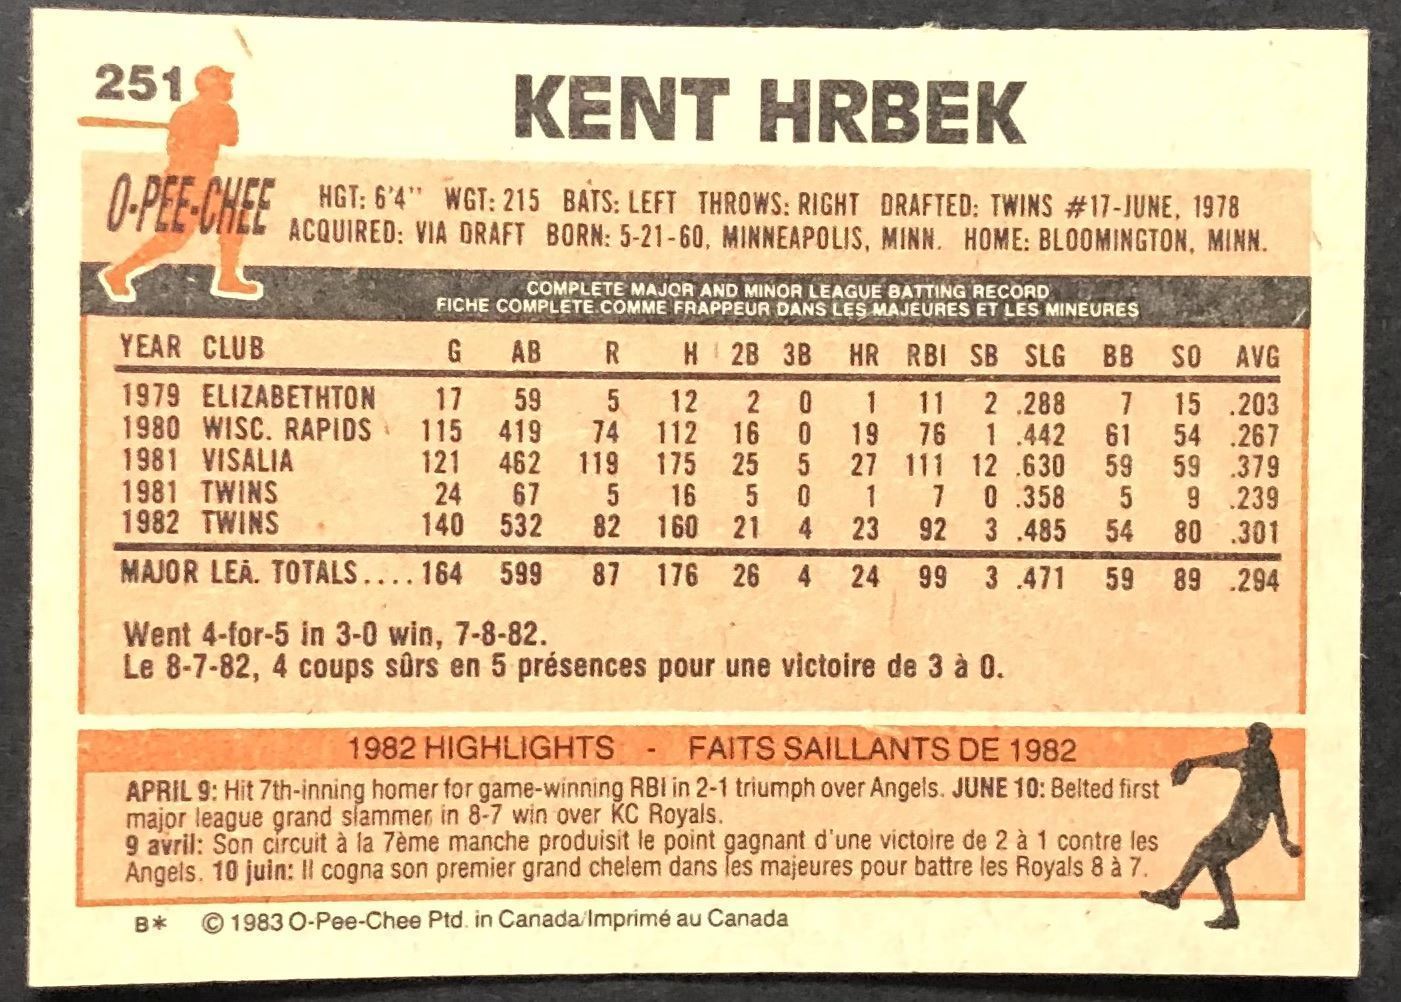 251
KENT HRBEK
O-PEE-CHEE
HGT: 6'4" WGT: 215 BATS: LEFT THROWS: RIGHT DRAFTED: TWINS #17-JUNE, 1978
ACQUIRED: VIA DRAFT BORN: 5-21-60, MINNEAPOLIS, MINN. HOME: BLOOMINGTON, MINN.
COMPLETE MAJOR AND MINOR LEAGUE BATTING RECORD
FICHE COMPLETE COMME FRAPPEUR DANS LES MAJEURES ET LES MINEURES
YEAR CLUB G AB R H 2B 3B HR RBI SB SLG BB SO AVG
1979 ELIZABETHTON 17 59 5 12 2 0 1 11 2 .288 7 15 .203
1980 WISC. RAPIDS 115 419 74 112 16 0 19 76 1 .442 61 54 .267
1981 VISALIA 121 462 119 175 25 5 27 111 12 .630 59 59 .379
1981 TWINS 24 67 5 16 5 0 1 7 0 .358 5 9 .239
1982 TWINS 140 532 82 160 21 4 23 92 3 .485 54 80 .301
MAJOR LEA. TOTALS....164 599 87 176 26 4 24 99 3 .471 59 89 .294
Went 4-for-5 in 3-0 win, 7-8-82.
Le 8-7-82, 4 coups sûrs en 5 présences pour une victoire de 3 à 0.
1982 HIGHLIGHTS - FAITS SAILLANTS DE 1982
APRIL 9: Hit 7th-inning homer for game-winning RBI in 2-1 triumph over Angels. JUNE 10: Belted first
major league grand slammer in 8-7 win over KC Royals.
9 avril: Son circuit à la 7ème manche produisit le point gagnant d'une victoire de 2 à 1 contre les
Angels. 10 juin: Il cogna son premier grand chelem dans les majeures pour battre les Royals 8 à 7.
B* © 1983 O-Pee-Chee Ptd. in Canada/Imprimé au Canada